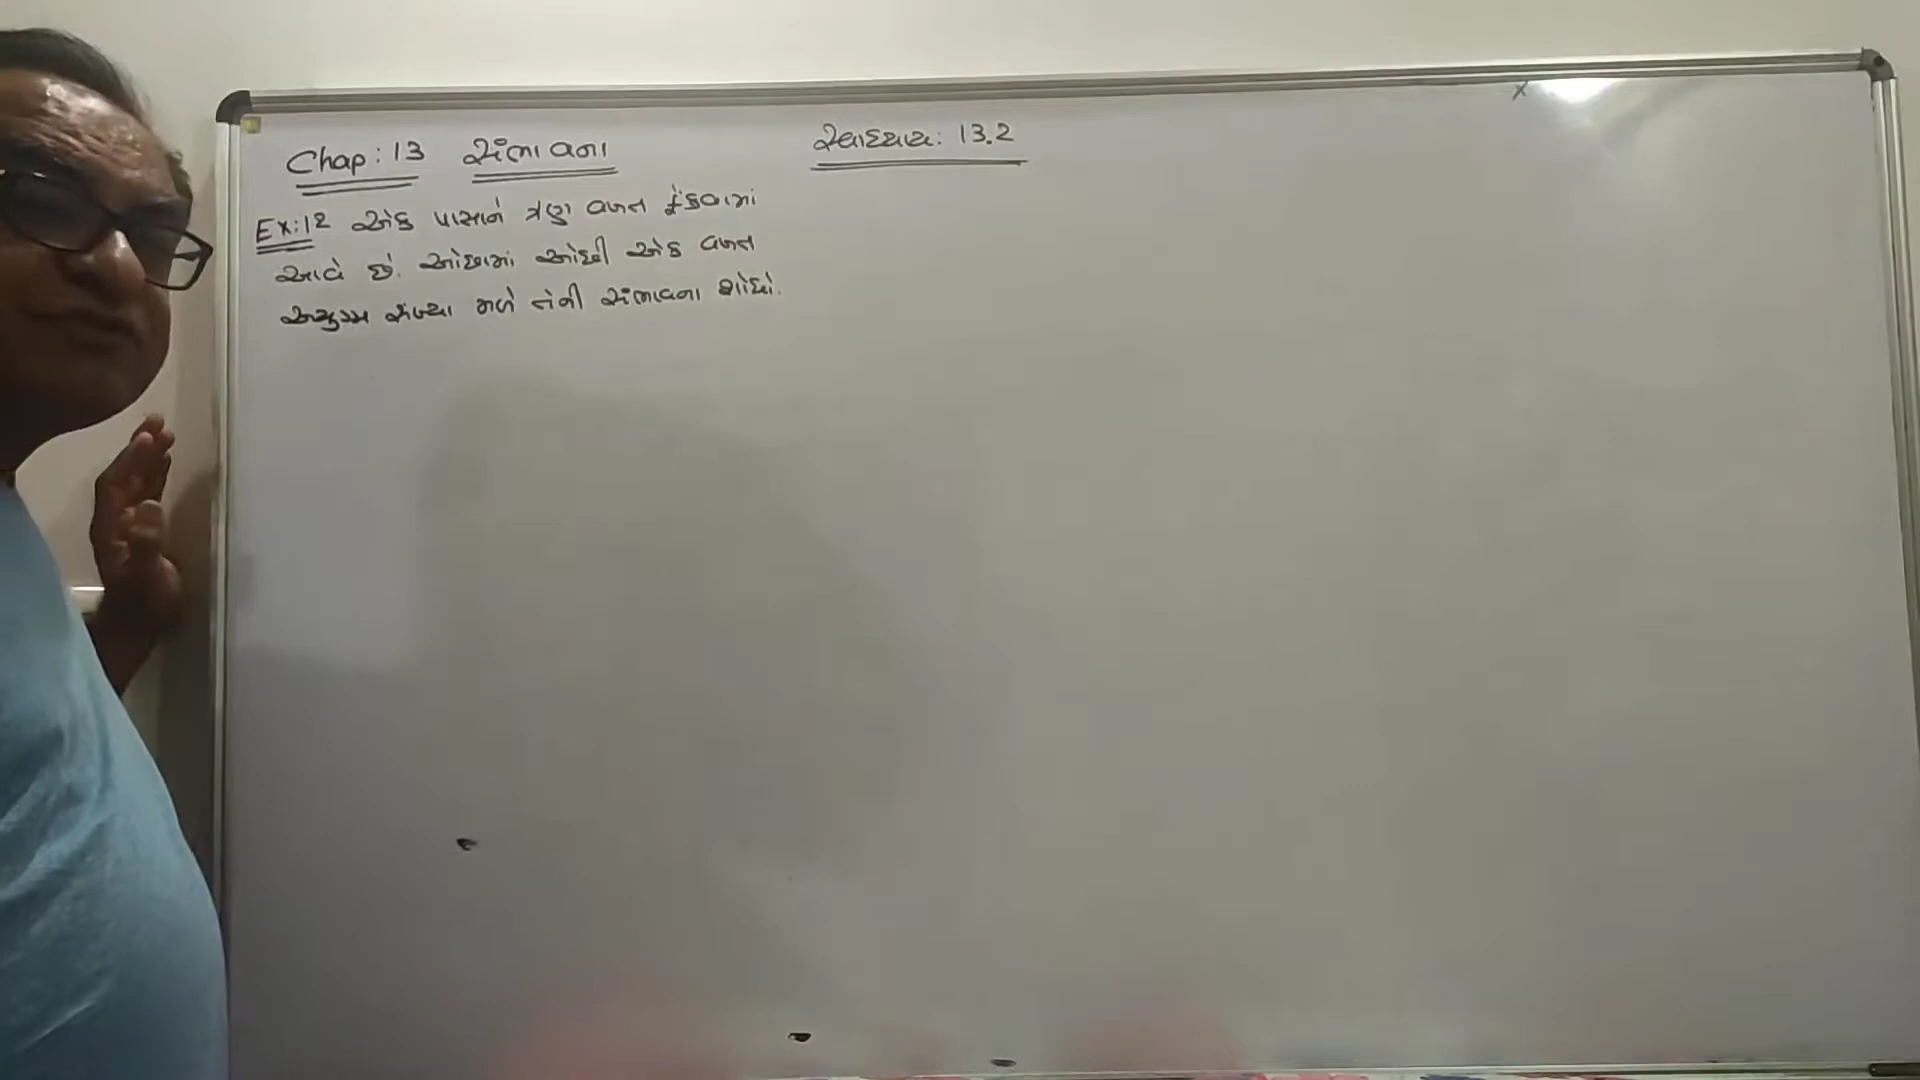 Chap: 13 સંભાવના
સ્વાધ્યાય: 13.2
Ex:12 એક પાસાને ત્રણ વખત ફેંકવામાં
આવે છે. ઓછામાં ઓછી એક વખત
અયુગ્મ સંખ્યા મળે તેની સંભાવના શોધો.